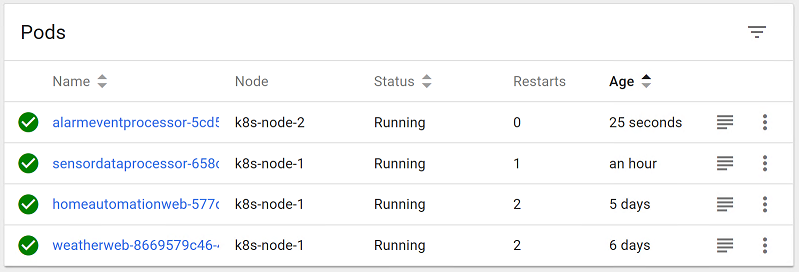 Pods
Name Node Status Restarts Age
alarmeventprocessor-5cd5 k8s-node-2 Running 0 25 seconds
sensordataprocessor-658c k8s-node-1 Running 1 an hour
homeautomationweb-577c k8s-node-1 Running 2 5 days
weatherweb-8669579c46- k8s-node-1 Running 2 6 days